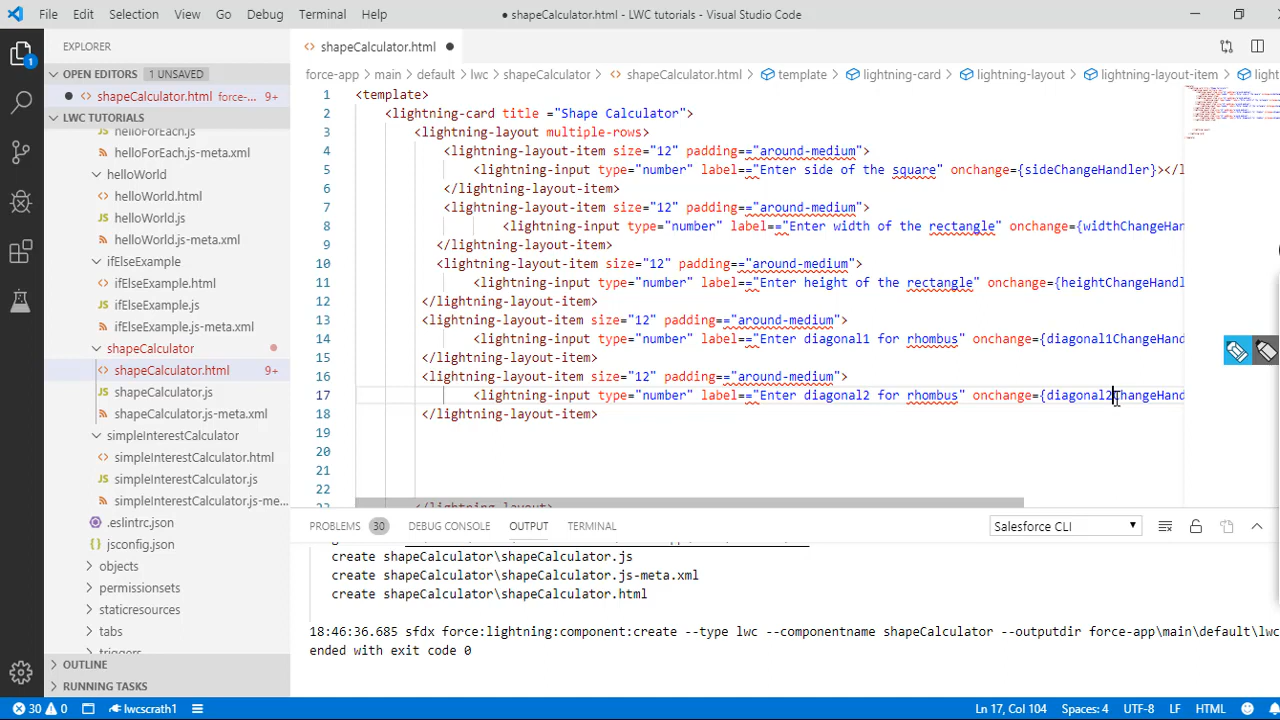 File Edit Selection View Go Debug Terminal Help
● shapeCalculator.html - LWC tutorials - Visual Studio Code
EXPLORER
OPEN EDITORS 1 UNSAVED
● shapeCalculator.html force-... 9+
LWC TUTORIALS
helloForEach.js
helloForEach.js-meta.xml
helloWorld
helloWorld.html
helloWorld.js
helloWorld.js-meta.xml
ifElseExample
ifElseExample.html
ifElseExample.js
ifElseExample.js-meta.xml
shapeCalculator
shapeCalculator.html 9+
shapeCalculator.js
shapeCalculator.js-meta.xml
simpleInterestCalculator
simpleInterestCalculator.html
simpleInterestCalculator.js
simpleInterestCalculator.js-me...
.eslintrc.json
jsconfig.json
objects
permissionsets
staticresources
tabs
triggers
OUTLINE
RUNNING TASKS
shapeCalculator.html ●
force-app main default lwc shapeCalculator shapeCalculator.html template lightning-card lightning-layout lightning-layout-item light
1 <template>
2 <lightning-card title="Shape Calculator">
3 <lightning-layout multiple-rows>
4 <lightning-layout-item size="12" padding=="around-medium">
5 <lightning-input type="number" label=="Enter side of the square" onchange={sideChangeHandler}></l
6 </lightning-layout-item>
7 <lightning-layout-item size="12" padding=="around-medium">
8 <lightning-input type="number" label=="Enter width of the rectangle" onchange={widthChangeHan
9 </lightning-layout-item>
10 <lightning-layout-item size="12" padding=="around-medium">
11 <lightning-input type="number" label=="Enter height of the rectangle" onchange={heightChangeHandl
12 </lightning-layout-item>
13 <lightning-layout-item size="12" padding=="around-medium">
14 <lightning-input type="number" label=="Enter diagonal1 for rhombus" onchange={diagonal1ChangeHand
15 </lightning-layout-item>
16 <lightning-layout-item size="12" padding=="around-medium">
17 <lightning-input type="number" label=="Enter diagonal2 for rhombus" onchange={diagonal2ChangeHand
18 </lightning-layout-item>
19
20
21
22
23 </lightning-layout>
PROBLEMS 30 DEBUG CONSOLE OUTPUT TERMINAL Salesforce CLI
create shapeCalculator\shapeCalculator.js
create shapeCalculator\shapeCalculator.js-meta.xml
create shapeCalculator\shapeCalculator.html
18:46:36.685 sfdx force:lightning:component:create --type lwc --componentname shapeCalculator --outputdir force-app\main\default\lwc
ended with exit code 0
30 0 lwcscrath1 Ln 17, Col 104 Spaces: 4 UTF-8 LF HTML